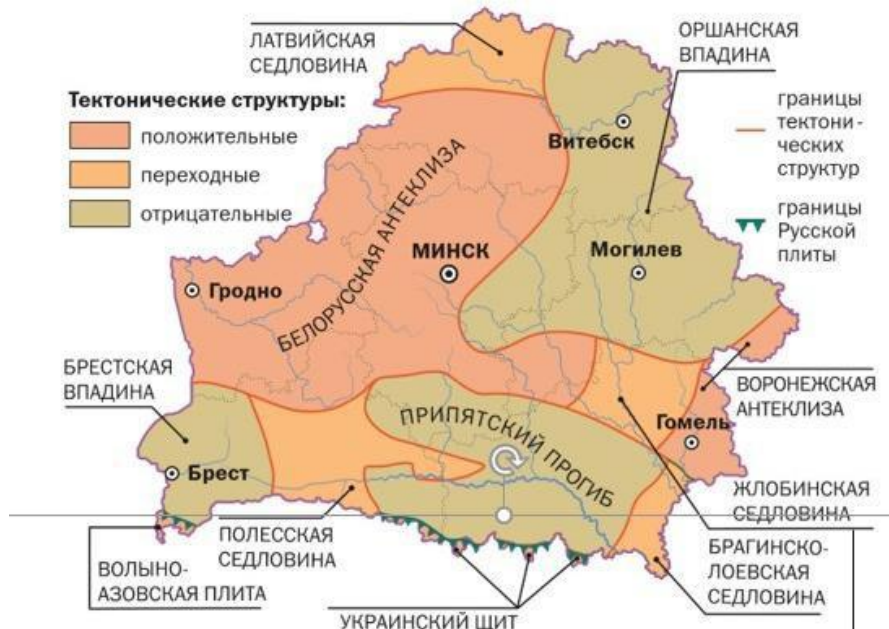 ЛАТВИЙСКАЯ
СЕДЛОВИНА
ОРШАНСКАЯ
ВПАДИНА
Тектонические структуры:
положительные
переходные
отрицательные
границы
тектони-
ческих
структур
границы
Русской
плиты
Витебск
БЕЛОРУССКАЯ АНТЕКЛИЗА
МИНСК
Могилев
Гродно
БРЕСТСКАЯ
ВПАДИНА
ВОРОНЕЖСКАЯ
АНТЕКЛИЗА
ПРИПЯТСКИЙ ПРОГИБ
Гомель
Брест
ЖЛОБИНСКАЯ
СЕДЛОВИНА
ПОЛЕССКАЯ
СЕДЛОВИНА
БРАГИНСКО-
ЛОЕВСКАЯ
СЕДЛОВИНА
ВОЛЫНО-
АЗОВСКАЯ ПЛИТА
УКРАИНСКИЙ ЩИТ